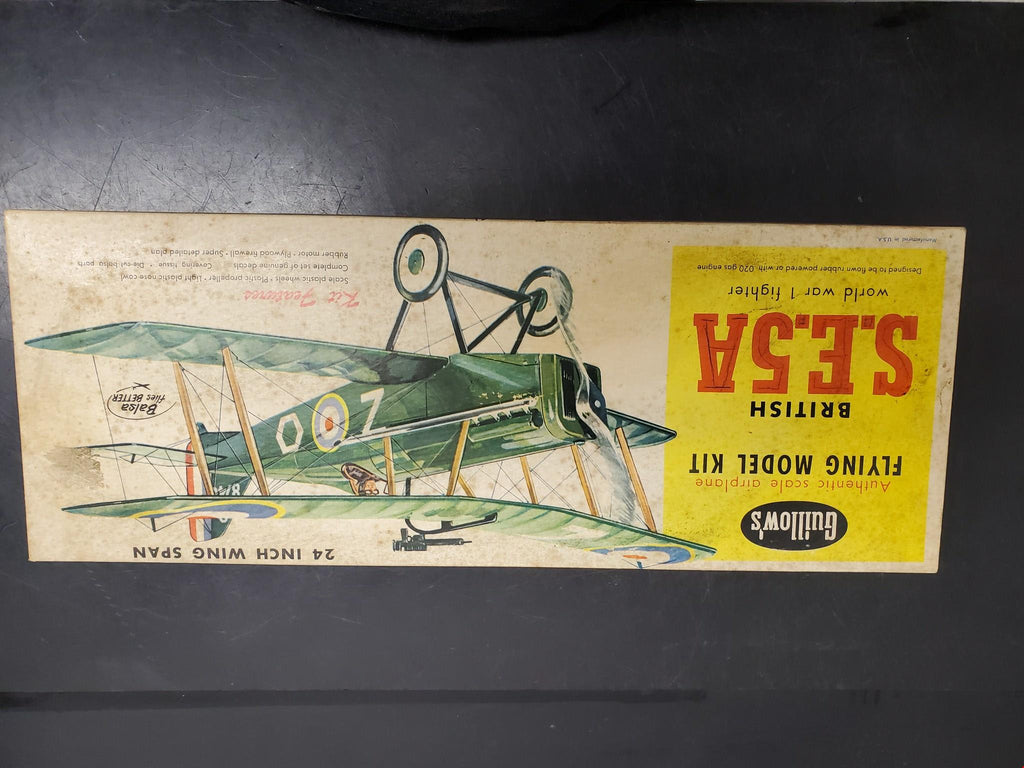 Guillow's
Authentic scale airplane
FLYING MODEL KIT
BRITISH
S.E.5A
world war 1 fighter
Designed to be flown rubber powered or with .020 gas engine
Manufactured in U.S.A.
24 INCH WING SPAN
Balsa
flies BETTER
O Z
Kit Features
Scale plastic wheels • Plastic propeller • Light plastic nose cowl
Complete set of genuine decals • Covering tissue • Die cut balsa parts
Rubber motor • Plywood firewall • Super detailed plan